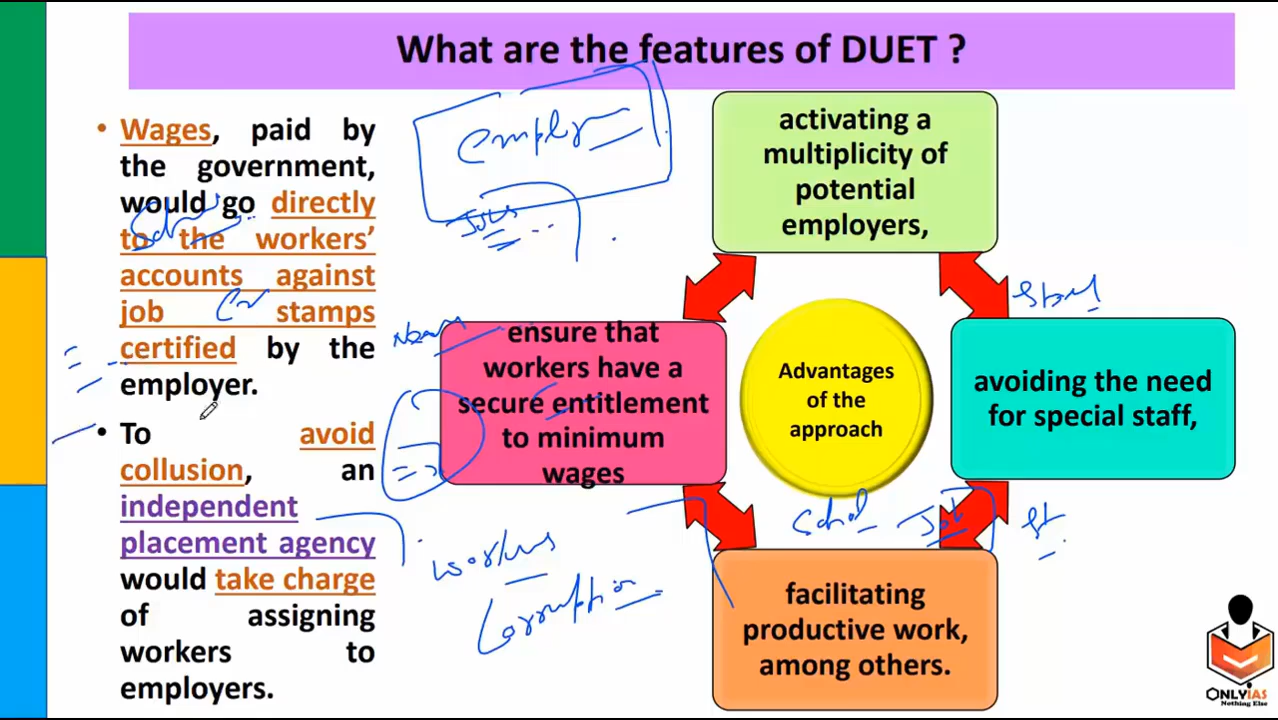 What are the features of DUET ?
• Wages, paid by
the government,
would go directly
to the workers'
accounts against
job stamps
certified by the
employer.
• To avoid
collusion, an
independent
placement agency
would take charge
of assigning
workers to
employers.
activating a
multiplicity of
potential
employers,
ensure that
workers have a
secure entitlement
to minimum
wages
Advantages
of the
approach
avoiding the need
for special staff,
facilitating
productive work,
among others.
workers
Corruption
Job
ONLYIAS
Nothing Else